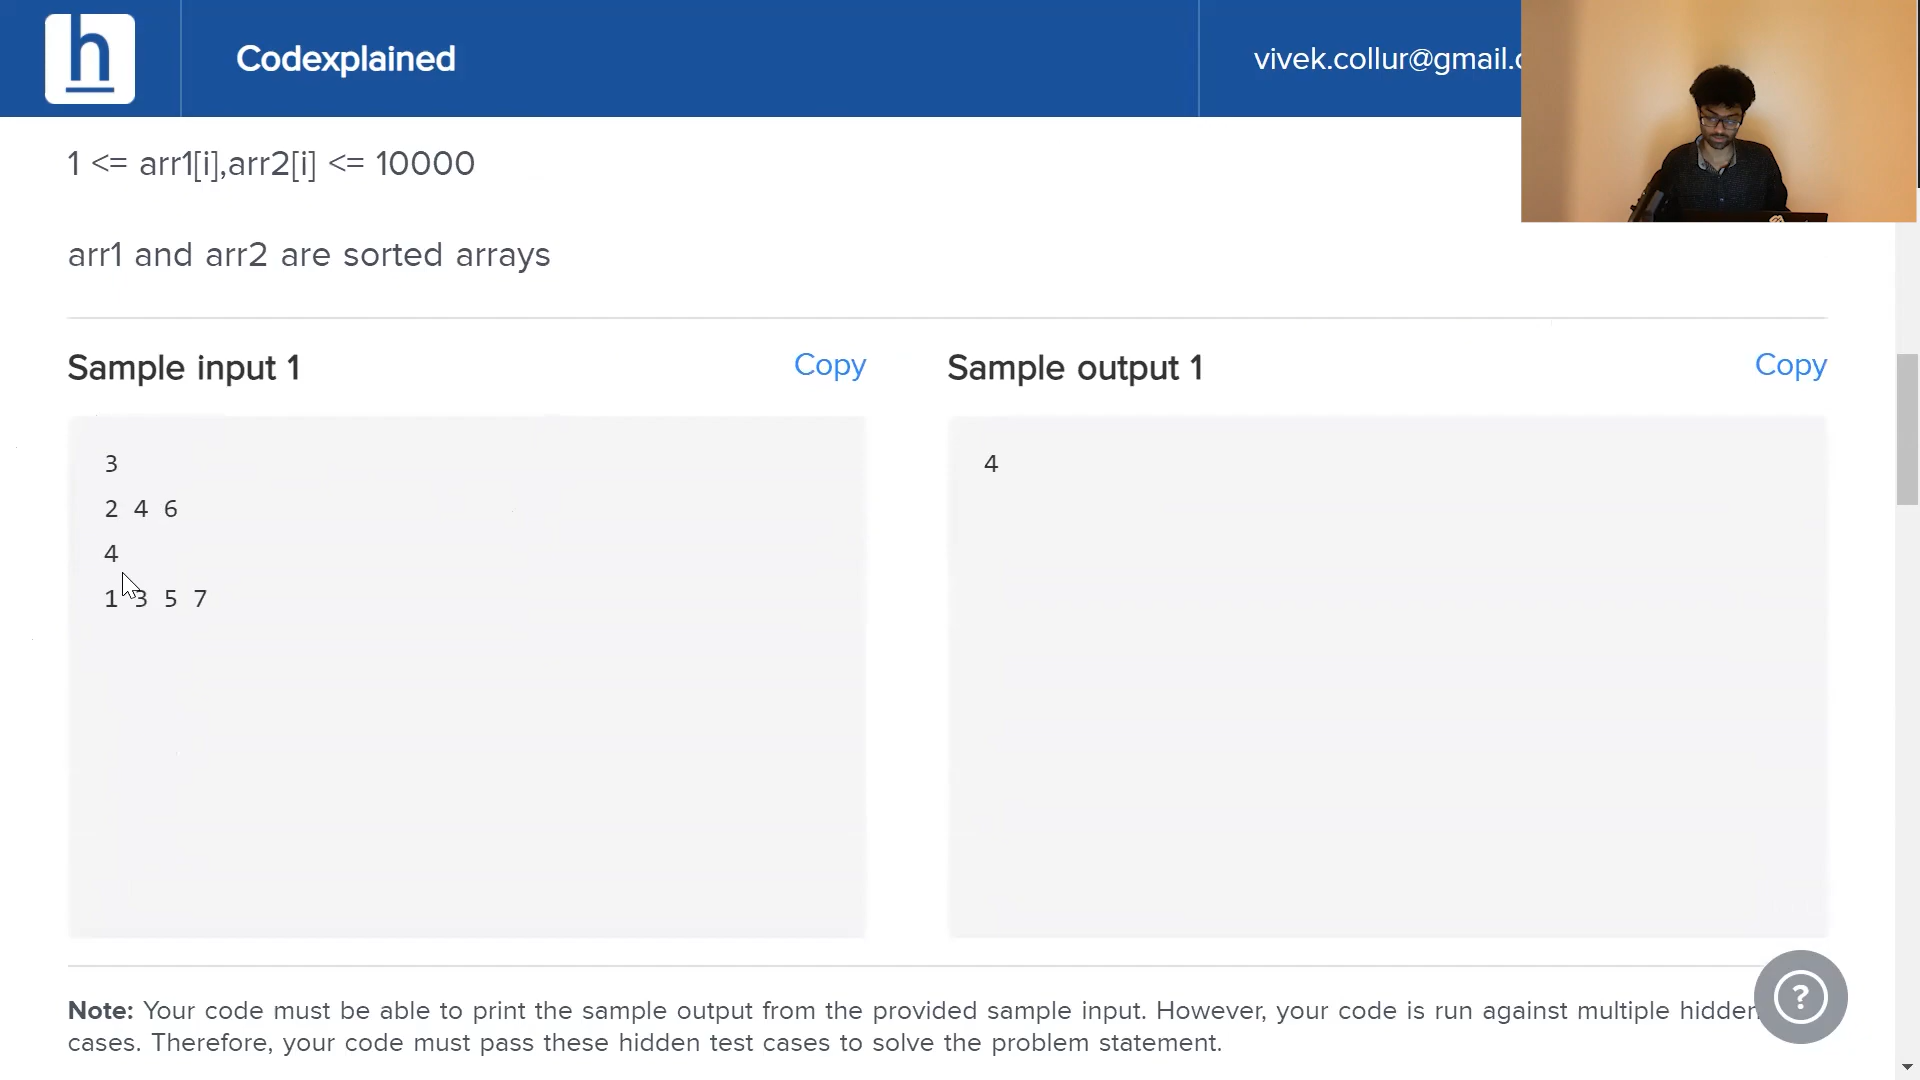 h
Codexplained
vivek.collur@gmail.c
1 <= arr1[i],arr2[i] <= 10000
arr1 and arr2 are sorted arrays
Sample input 1
Copy
3
2 4 6
4
1 3 5 7
Sample output 1
Copy
4
Note: Your code must be able to print the sample output from the provided sample input. However, your code is run against multiple hidden
cases. Therefore, your code must pass these hidden test cases to solve the problem statement.
?